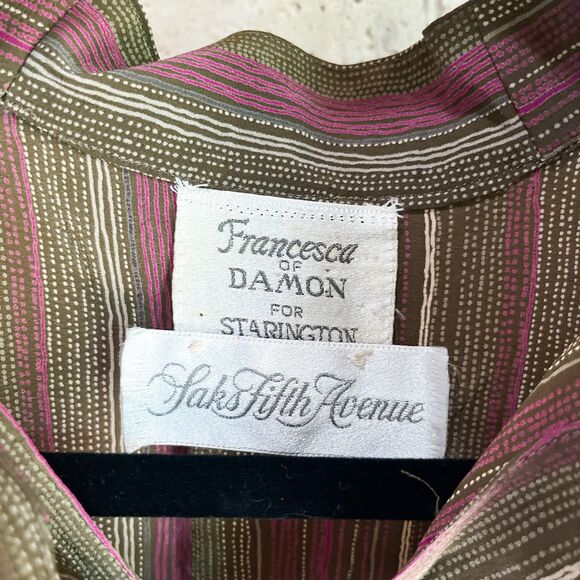 Francesca
OF
DAMON
FOR
STARINGTON
Saks Fifth Avenue